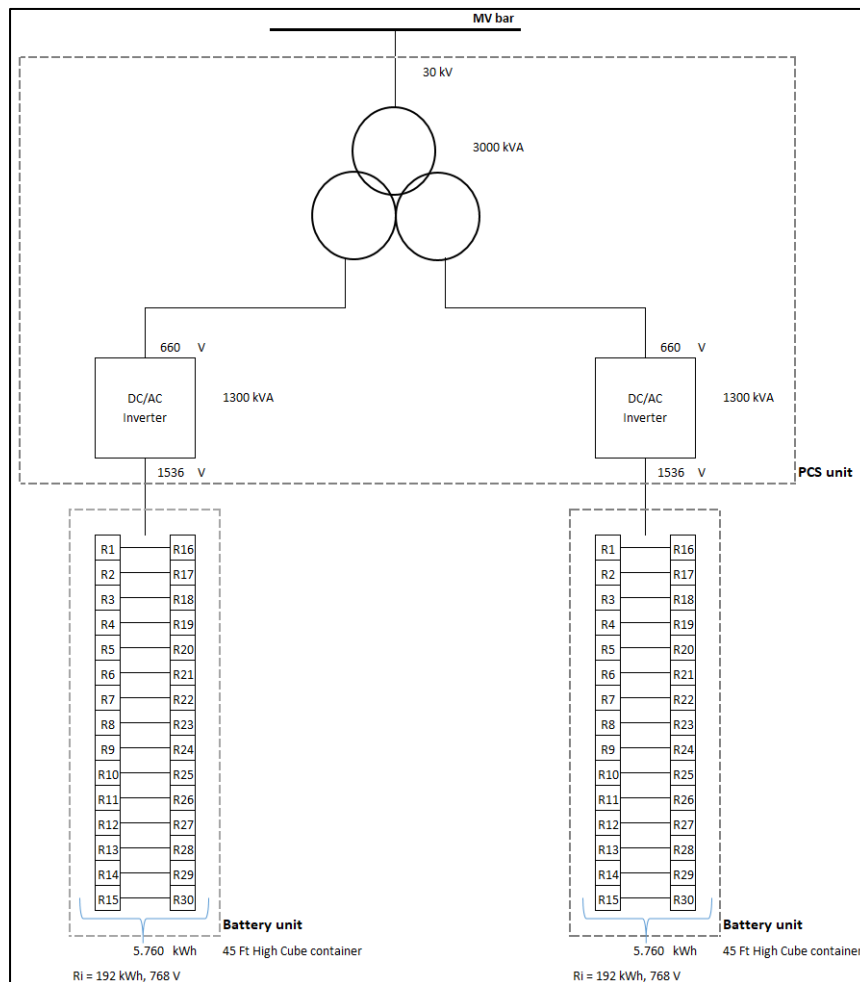 MV bar
30 kV
3000 kVA
660 V
660 V
DC/AC
Inverter
1300 kVA
DC/AC
Inverter
1300 kVA
1536 V
1536 V
PCS unit
R1 R16 R1 R16
R2 R17 R2 R17
R3 R18 R3 R18
R4 R19 R4 R19
R5 R20 R5 R20
R6 R21 R6 R21
R7 R22 R7 R22
R8 R23 R8 R23
R9 R24 R9 R24
R10 R25 R10 R25
R11 R26 R11 R26
R12 R27 R12 R27
R13 R28 R13 R28
R14 R29 R14 R29
R15 R30 R15 R30
Battery unit
Battery unit
5.760 kWh 45 Ft High Cube container
5.760 kWh 45 Ft High Cube container
Ri = 192 kWh, 768 V
Ri = 192 kWh, 768 V